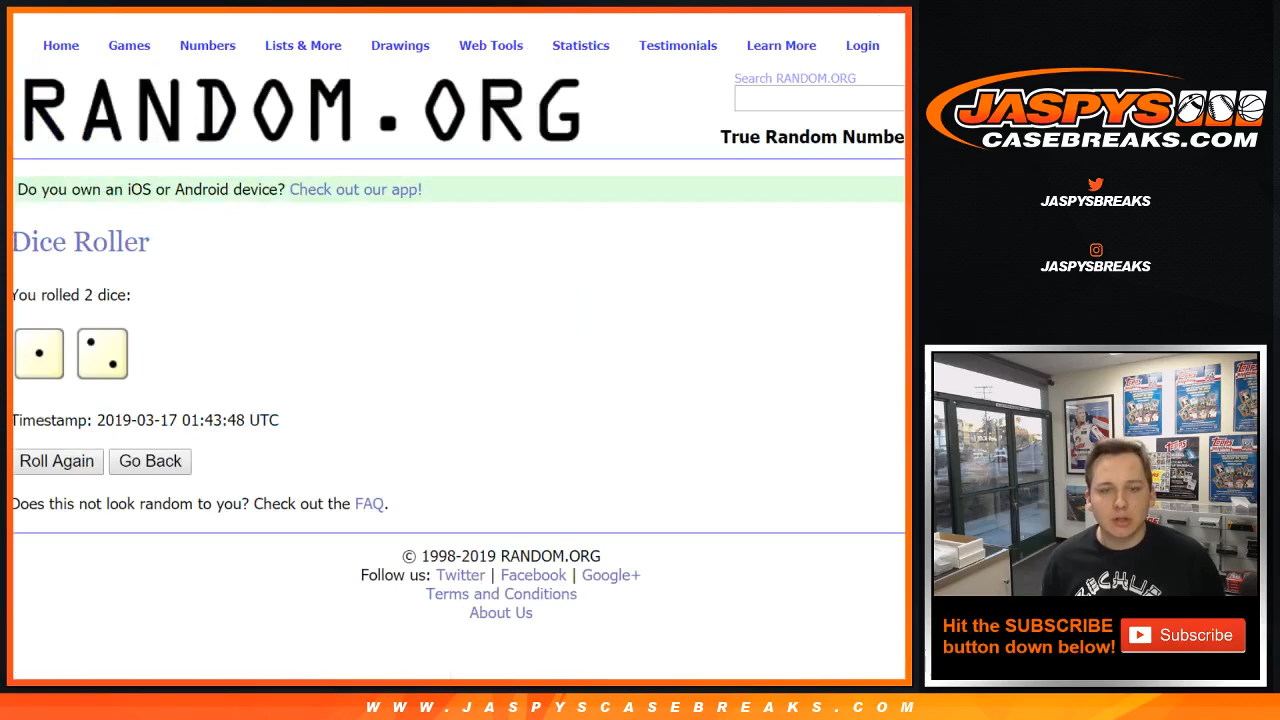 Home Games Numbers Lists & More Drawings Web Tools Statistics Testimonials Learn More Login
RANDOM.ORG
Search RANDOM.ORG
True Random Numbe
Do you own an iOS or Android device? Check out our app!
Dice Roller
You rolled 2 dice:
Timestamp: 2019-03-17 01:43:48 UTC
Roll Again Go Back
Does this not look random to you? Check out the FAQ.
© 1998-2019 RANDOM.ORG
Follow us: Twitter | Facebook | Google+
Terms and Conditions
About Us
JASPYS
CASEBREAKS.COM
JASPYSBREAKS
JASPYSBREAKS
Hit the SUBSCRIBE
button down below!
Subscribe
WWW.JASPYSCASEBREAKS.COM